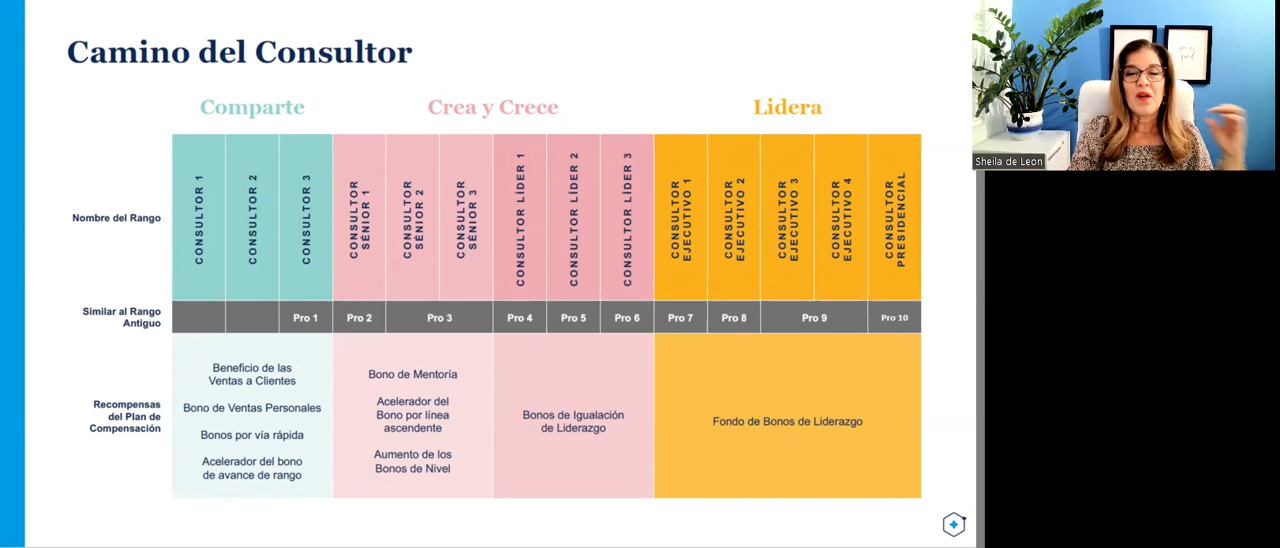 Camino del Consultor
Comparte
Crea y Crece
Lidera
Nombre del Rango
CONSULTOR 1
CONSULTOR 2
CONSULTOR 3
CONSULTOR
SÉNIOR 1
CONSULTOR
SÉNIOR 2
CONSULTOR
SÉNIOR 3
CONSULTOR LÍDER 1
CONSULTOR LÍDER 2
CONSULTOR LÍDER 3
CONSULTOR
EJECUTIVO 1
CONSULTOR
EJECUTIVO 2
CONSULTOR
EJECUTIVO 3
CONSULTOR
EJECUTIVO 4
CONSULTOR
PRESIDENCIAL
Similar al Rango
Antiguo
Pro 1
Pro 2
Pro 3
Pro 4
Pro 5
Pro 6
Pro 7
Pro 8
Pro 9
Pro 10
Recompensas
del Plan de
Compensación
Beneficio de las
Ventas a Clientes
Bono de Ventas Personales
Bonos por vía rápida
Acelerador del bono
de avance de rango
Bono de Mentoría
Acelerador del
Bono por línea
ascendente
Aumento de los
Bonos de Nivel
Bonos de Igualación
de Liderazgo
Fondo de Bonos de Liderazgo
Sheila de Leon